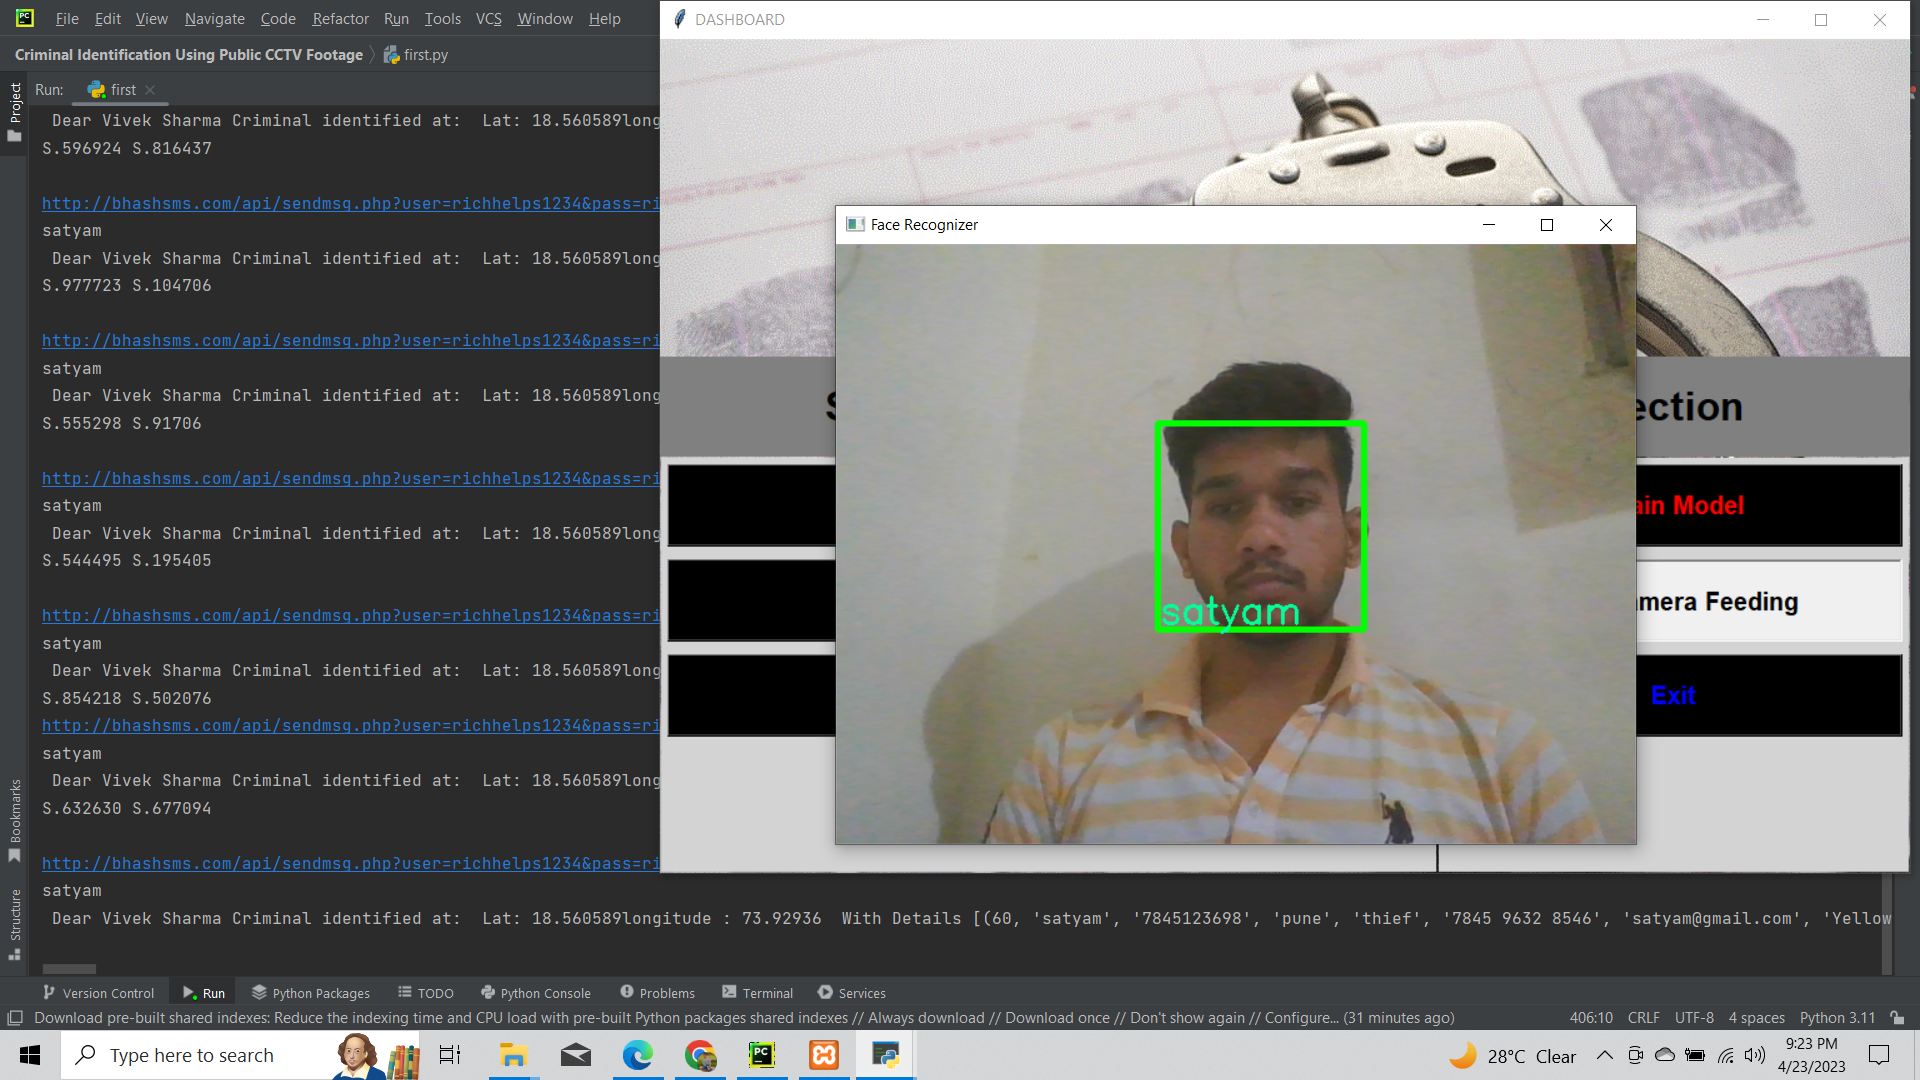 File Edit View Navigate Code Refactor Run Tools VCS Window Help
DASHBOARD
Criminal Identification Using Public CCTV Footage first.py
Project
Run: first
Dear Vivek Sharma Criminal identified at: Lat: 18.560589long
S.596924 S.816437
http://bhashsms.com/api/sendmsg.php?user=richhelps1234&pass=ri
satyam
Dear Vivek Sharma Criminal identified at: Lat: 18.560589long
S.977723 S.104706
http://bhashsms.com/api/sendmsg.php?user=richhelps1234&pass=ri
satyam
Dear Vivek Sharma Criminal identified at: Lat: 18.560589long
S.555298 S.91706
http://bhashsms.com/api/sendmsg.php?user=richhelps1234&pass=ri
satyam
Dear Vivek Sharma Criminal identified at: Lat: 18.560589long
S.544495 S.195405
http://bhashsms.com/api/sendmsg.php?user=richhelps1234&pass=ri
satyam
Dear Vivek Sharma Criminal identified at: Lat: 18.560589long
S.854218 S.502076
http://bhashsms.com/api/sendmsg.php?user=richhelps1234&pass=ri
satyam
Dear Vivek Sharma Criminal identified at: Lat: 18.560589long
S.632630 S.677094
http://bhashsms.com/api/sendmsg.php?user=richhelps1234&pass=ri
satyam
Dear Vivek Sharma Criminal identified at: Lat: 18.560589longitude : 73.92936 With Details [(60, 'satyam', '7845123698', 'pune', 'thief', '7845 9632 8546', 'satyam@gmail.com', 'Yellow
Face Recognizer
satyam
ection
ain Model
mera Feeding
Exit
Bookmarks
Structure
Version Control Run Python Packages TODO Python Console Problems Terminal Services
Download pre-built shared indexes: Reduce the indexing time and CPU load with pre-built Python packages shared indexes // Always download // Download once // Don't show again // Configure... (31 minutes ago)
406:10 CRLF UTF-8 4 spaces Python 3.11
Type here to search
28°C Clear
9:23 PM
4/23/2023